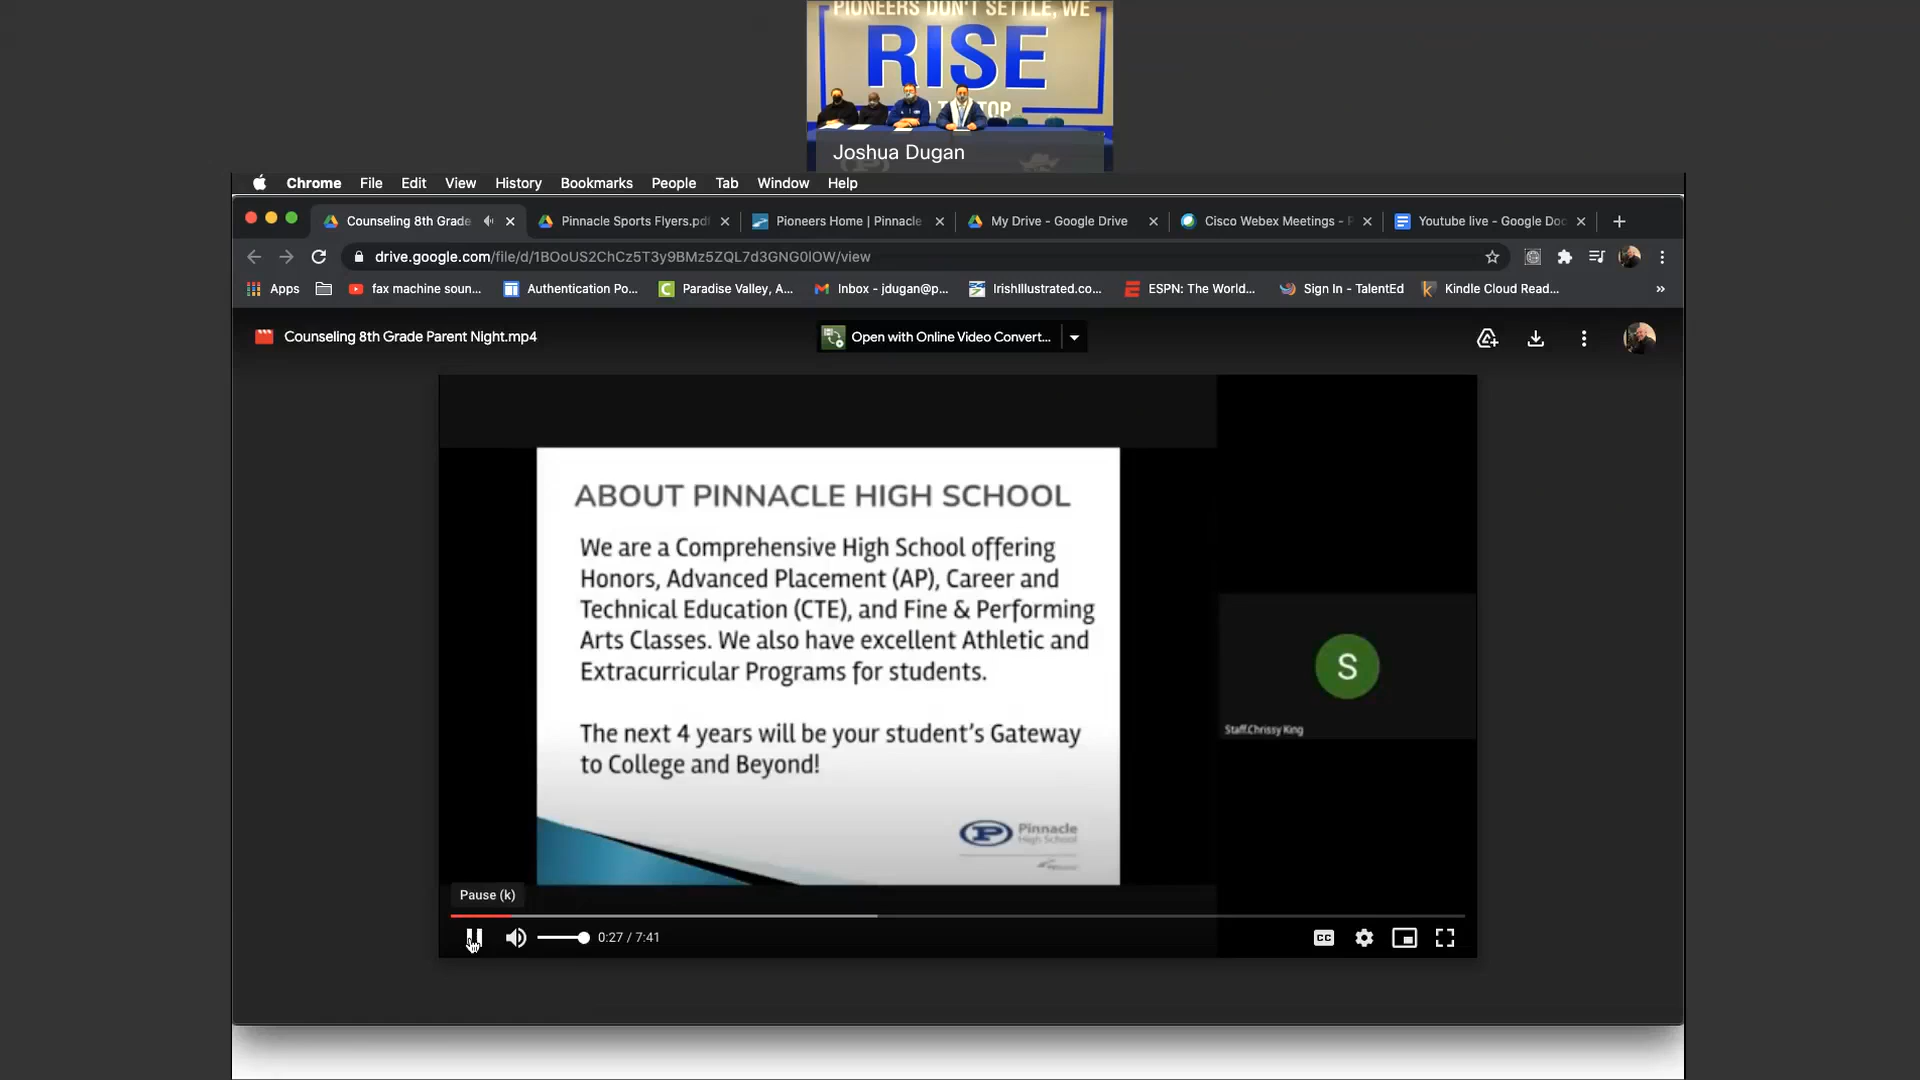 PIONEERS DON'T SETTLE, WE
RISE
TOP
Joshua Dugan
Chrome File Edit View History Bookmarks People Tab Window Help
Counseling 8th Grade Pinnacle Sports Flyers.pdf Pioneers Home | Pinnacle My Drive - Google Drive Cisco Webex Meetings - Youtube live - Google Doc
drive.google.com/file/d/1BOoUS2ChCz5T3y9BMz5ZQL7d3GNG0lOW/view
Apps fax machine soun... Authentication Po... Paradise Valley, A... Inbox - jdugan@p... IrishIllustrated.co... ESPN: The World... Sign In - TalentEd Kindle Cloud Read... »
Counseling 8th Grade Parent Night.mp4 Open with Online Video Convert...
ABOUT PINNACLE HIGH SCHOOL
We are a Comprehensive High School offering
Honors, Advanced Placement (AP), Career and
Technical Education (CTE), and Fine & Performing
Arts Classes. We also have excellent Athletic and
Extracurricular Programs for students.
The next 4 years will be your student's Gateway
to College and Beyond!
P Pinnacle
High School
S
Staff.Chrissy King
Pause (k)
0:27 / 7:41
CC